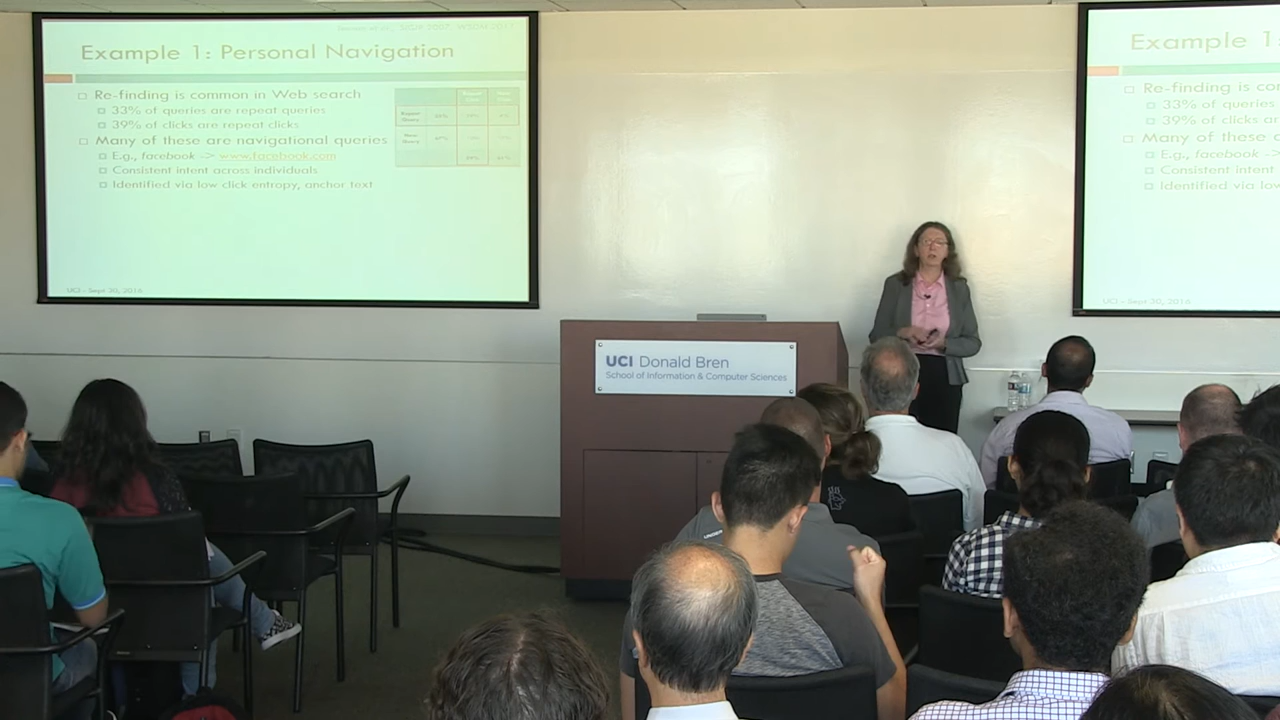 Example 1: Personal Navigation
Re-finding is common in Web search
33% of queries are repeat queries
39% of clicks are repeat clicks
Many of these are navigational queries
E.g., facebook -> www.facebook.com
Consistent intent across individuals
Identified via low click entropy, anchor text
UCI - Sept 30, 2016
UCI Donald Bren
School of Information & Computer Sciences
Example 1:
Re-finding is co
33% of queries
39% of clicks ar
Many of these
E.g., facebook ->
Consistent inten
Identified via low
UCI - Sept 30, 2016